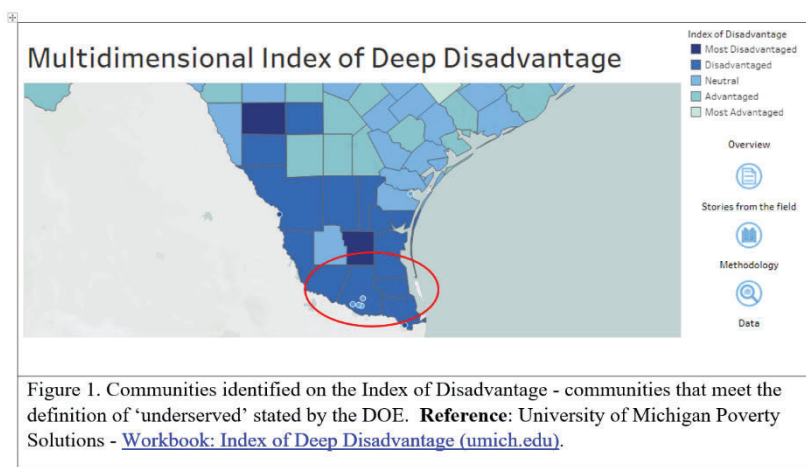 Multidimensional Index of Deep Disadvantage
Index of Disadvantage
Most Disadvantaged
Disadvantaged
Neutral
Advantaged
Most Advantaged
Overview
Stories from the field
Methodology
Data
Figure 1. Communities identified on the Index of Disadvantage - communities that meet the
definition of ‘underserved’ stated by the DOE.  Reference: University of Michigan Poverty
Solutions - Workbook: Index of Deep Disadvantage (umich.edu).